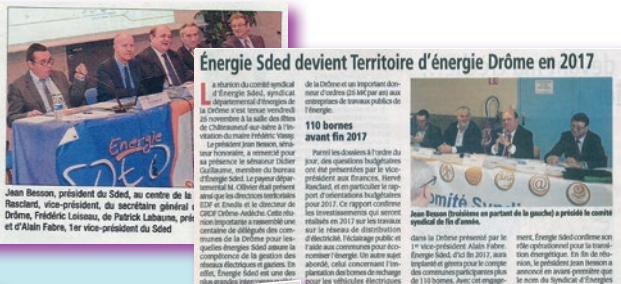 Energie
SDED
Jean Besson, président du Sded, au centre de la
Rasclard, vice-président, du secrétaire général
Drôme, Frédéric Loiseau, de Patrick Labaune, pré
et d'Alain Fabre, 1er vice-président du Sded
Énergie Sded devient Territoire d'énergie Drôme en 2017
La réunion du comité syndical
d'Énergie Sded, syndicat
départemental d'énergies de
la Drôme s'est tenue vendredi
25 novembre à la salle des fêtes
de Châteauneuf-sur-Isère à l'in-
vitation du maire Frédéric Vassy.
Le président Jean Besson, séna-
teur honoraire, a remercié pour
sa présence le sénateur Didier
Guillaume, membre du bureau
d'Énergie Sded. Le payeur dépar-
temental M. Ollivier était présent
ainsi que les directions territoriales
EDF et Enedis et le directeur de
GRDF Drôme-Ardèche. Cette réu-
nion importante a rassemblé une
centaine de délégués des com-
munes de la Drôme pour les-
quelles énergies Sded assure la
compétence de la gestion des
réseaux électriques et gaziers. En
effet, Énergie Sded est une des
plus grandes
de la Drôme et un important don-
neur d'ordres (25 M€ par an) aux
entreprises de travaux publics de
l'énergie.
110 bornes
avant fin 2017
Parmi les dossiers à l'ordre du
jour, des questions budgétaires
ont été présentées par le vice-
président aux finances, Hervé
Rasclard, et en particulier le rap-
port d'orientations budgétaires
pour 2017. Ce rapport confirme
les investissements qui seront
réalisés en 2017 sur les travaux
sur le réseau de distribution
d'électricité, l'éclairage public et
l'aide aux communes pour éco-
nomiser l'énergie. Un autre sujet
abordé, celui concernant l'im-
plantation des bornes de recharge
pour les véhicules électriques
omité Syndical
Jean Besson (troisième en partant de la gauche) a présidé le comité
syndical de fin d'année.
dans la Drôme présenté par le
1er vice-président Alain Fabre.
Énergie Sded, d'ici fin 2017, aura
implanté et gérera pour le compte
des communes participantes plus
de 110 bornes. Avec cet engage-
ment, Énergie Sded confirme son
rôle opérationnel pour la transi-
tion énergétique. En fin de réu-
nion, le président Jean Besson a
annoncé en avant-première que
le nom du Syndicat d'Énergies